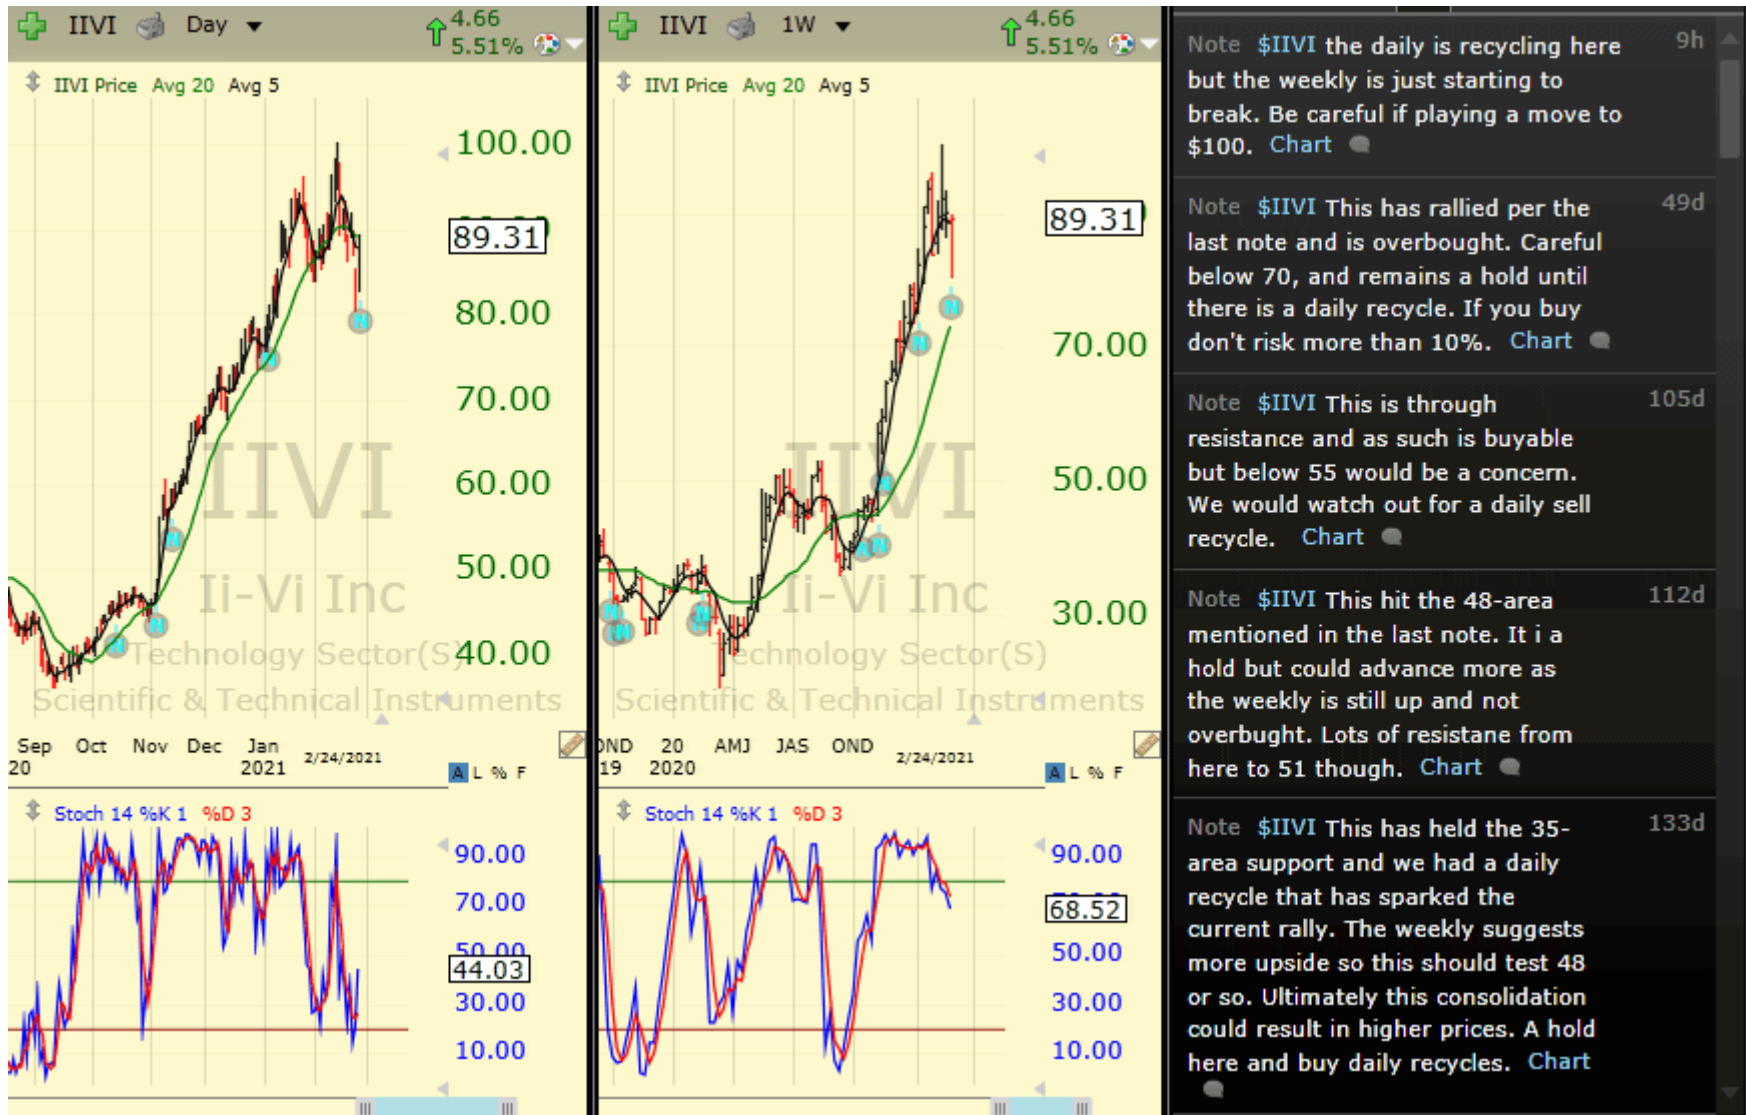 IIVI Day 4.66
5.51%
IIVI Price Avg 20 Avg 5
100.00
89.31
80.00
70.00
60.00
50.00
40.00
IIVI
Ii-Vi Inc
Technology Sector(S)
Scientific & Technical Instruments
Sep Oct Nov Dec Jan
20 2021 2/24/2021
A L % F
Stoch 14 %K 1 %D 3
90.00
70.00
50.00
44.03
30.00
10.00
IIVI 1W 4.66
5.51%
IIVI Price Avg 20 Avg 5
89.31
70.00
50.00
30.00
IIVI
Ii-Vi Inc
Technology Sector(S)
Scientific & Technical Instruments
OND 20 AMJ JAS OND
19 2020 2/24/2021
A L % F
Stoch 14 %K 1 %D 3
90.00
68.52
50.00
30.00
10.00
Note $IIVI the daily is recycling here 9h
but the weekly is just starting to
break. Be careful if playing a move to
$100. Chart
Note $IIVI This has rallied per the 49d
last note and is overbought. Careful
below 70, and remains a hold until
there is a daily recycle. If you buy
don't risk more than 10%. Chart
Note $IIVI This is through 105d
resistance and as such is buyable
but below 55 would be a concern.
We would watch out for a daily sell
recycle. Chart
Note $IIVI This hit the 48-area 112d
mentioned in the last note. It i a
hold but could advance more as
the weekly is still up and not
overbught. Lots of resistane from
here to 51 though. Chart
Note $IIVI This has held the 35- 133d
area support and we had a daily
recycle that has sparked the
current rally. The weekly suggests
more upside so this should test 48
or so. Ultimately this consolidation
could result in higher prices. A hold
here and buy daily recycles. Chart